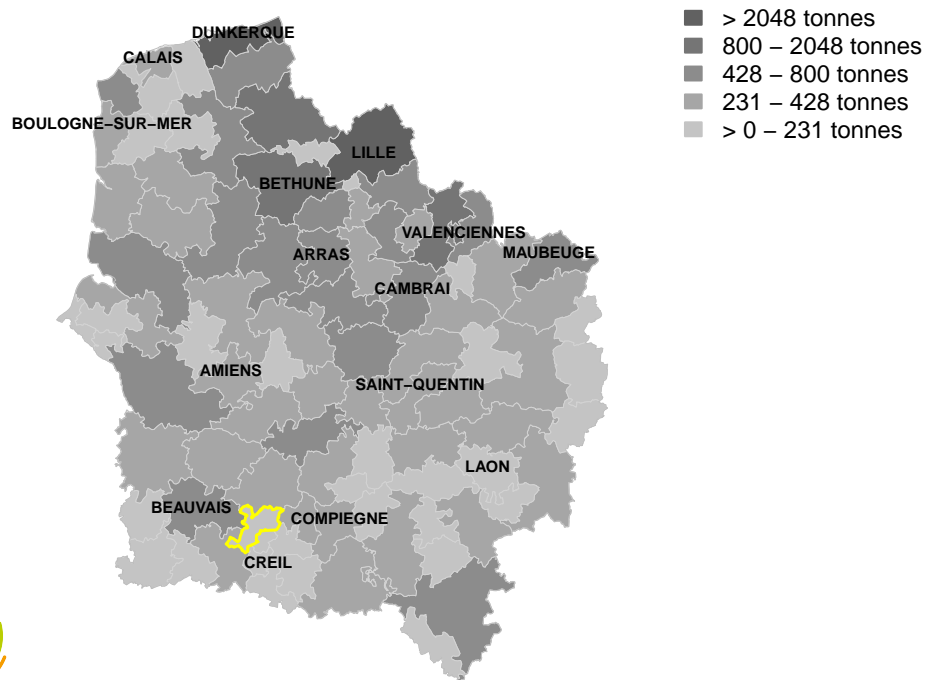 > 2048 tonnes
800 – 2048 tonnes
428 – 800 tonnes
231 – 428 tonnes
> 0 – 231 tonnes
DUNKERQUE
CALAIS
BOULOGNE–SUR–MER
LILLE
BETHUNE
VALENCIENNES
MAUBEUGE
ARRAS
CAMBRAI
AMIENS
SAINT–QUENTIN
LAON
BEAUVAIS
COMPIEGNE
CREIL